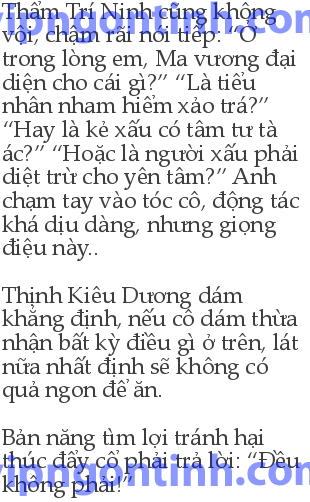 Thẩm Trí Ninh cũng không
vội, chậm rãi nói tiếp: “Ở
trong lòng em, Ma vương đại
diện cho cái gì?” “Là tiểu
nhân nham hiểm xảo trá?”
“Hay là kẻ xấu có tâm tư tà
ác?” “Hoặc là người xấu phải
diệt trừ cho yên tâm?” Anh
chạm tay vào tóc cô, động tác
khá dịu dàng, nhưng giọng
điệu này..
Thịnh Kiêu Dương dám
khẳng định, nếu cô dám thừa
nhận bất kỳ điều gì ở trên, lát
nữa nhất định sẽ không có
quả ngon để ăn.
Bản năng tìm lợi tránh hại
thúc đẩy cô phải trả lời: “Đều
không phải!”
vipngontinh.com